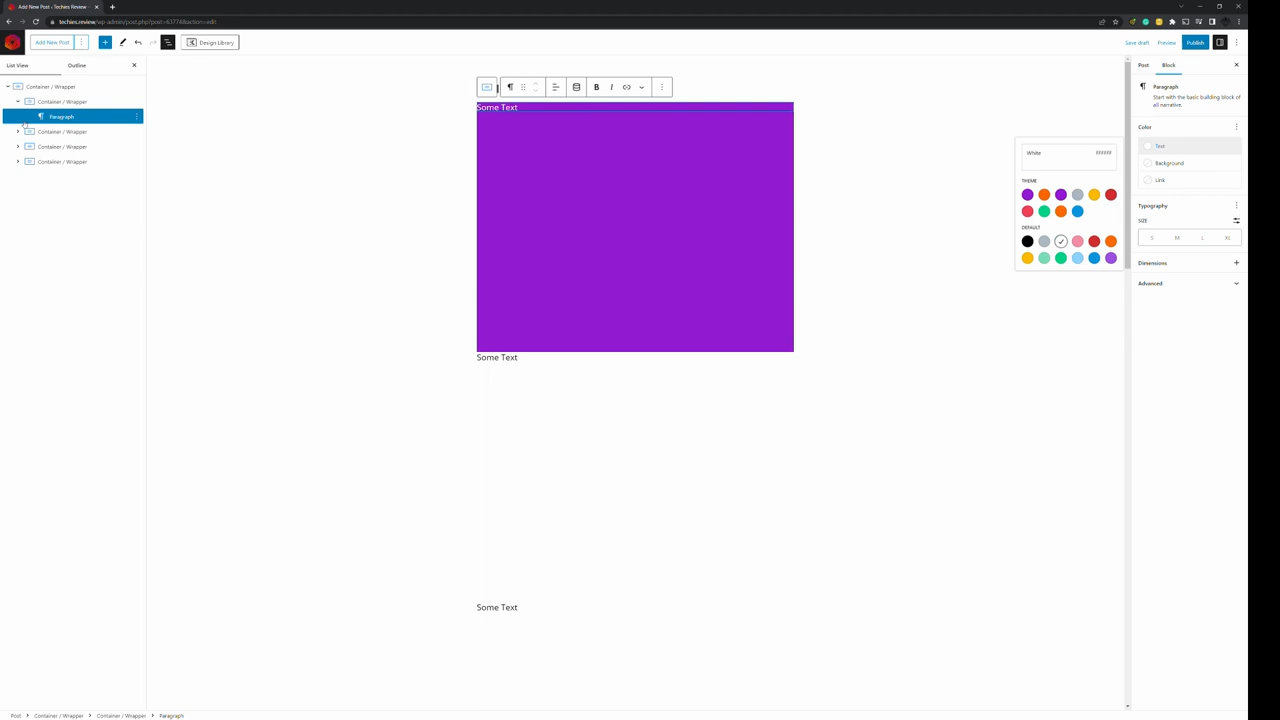 Add New Post - Techies Review
techies.review/wp-admin/post.php?post=63774&action=edit
Add New Post
Design Library
Save draft
Preview
Publish
List View
Outline
Post
Block
Container / Wrapper
Container / Wrapper
Paragraph
Container / Wrapper
Container / Wrapper
Container / Wrapper
B
I
Some Text
Some Text
Some Text
White
FFFFFF
THEME
DEFAULT
Paragraph
Start with the basic building block of
all narrative.
Color
Text
Background
Link
Typography
SIZE
S
M
L
XL
Dimensions
Advanced
Post
Container / Wrapper
Container / Wrapper
Paragraph